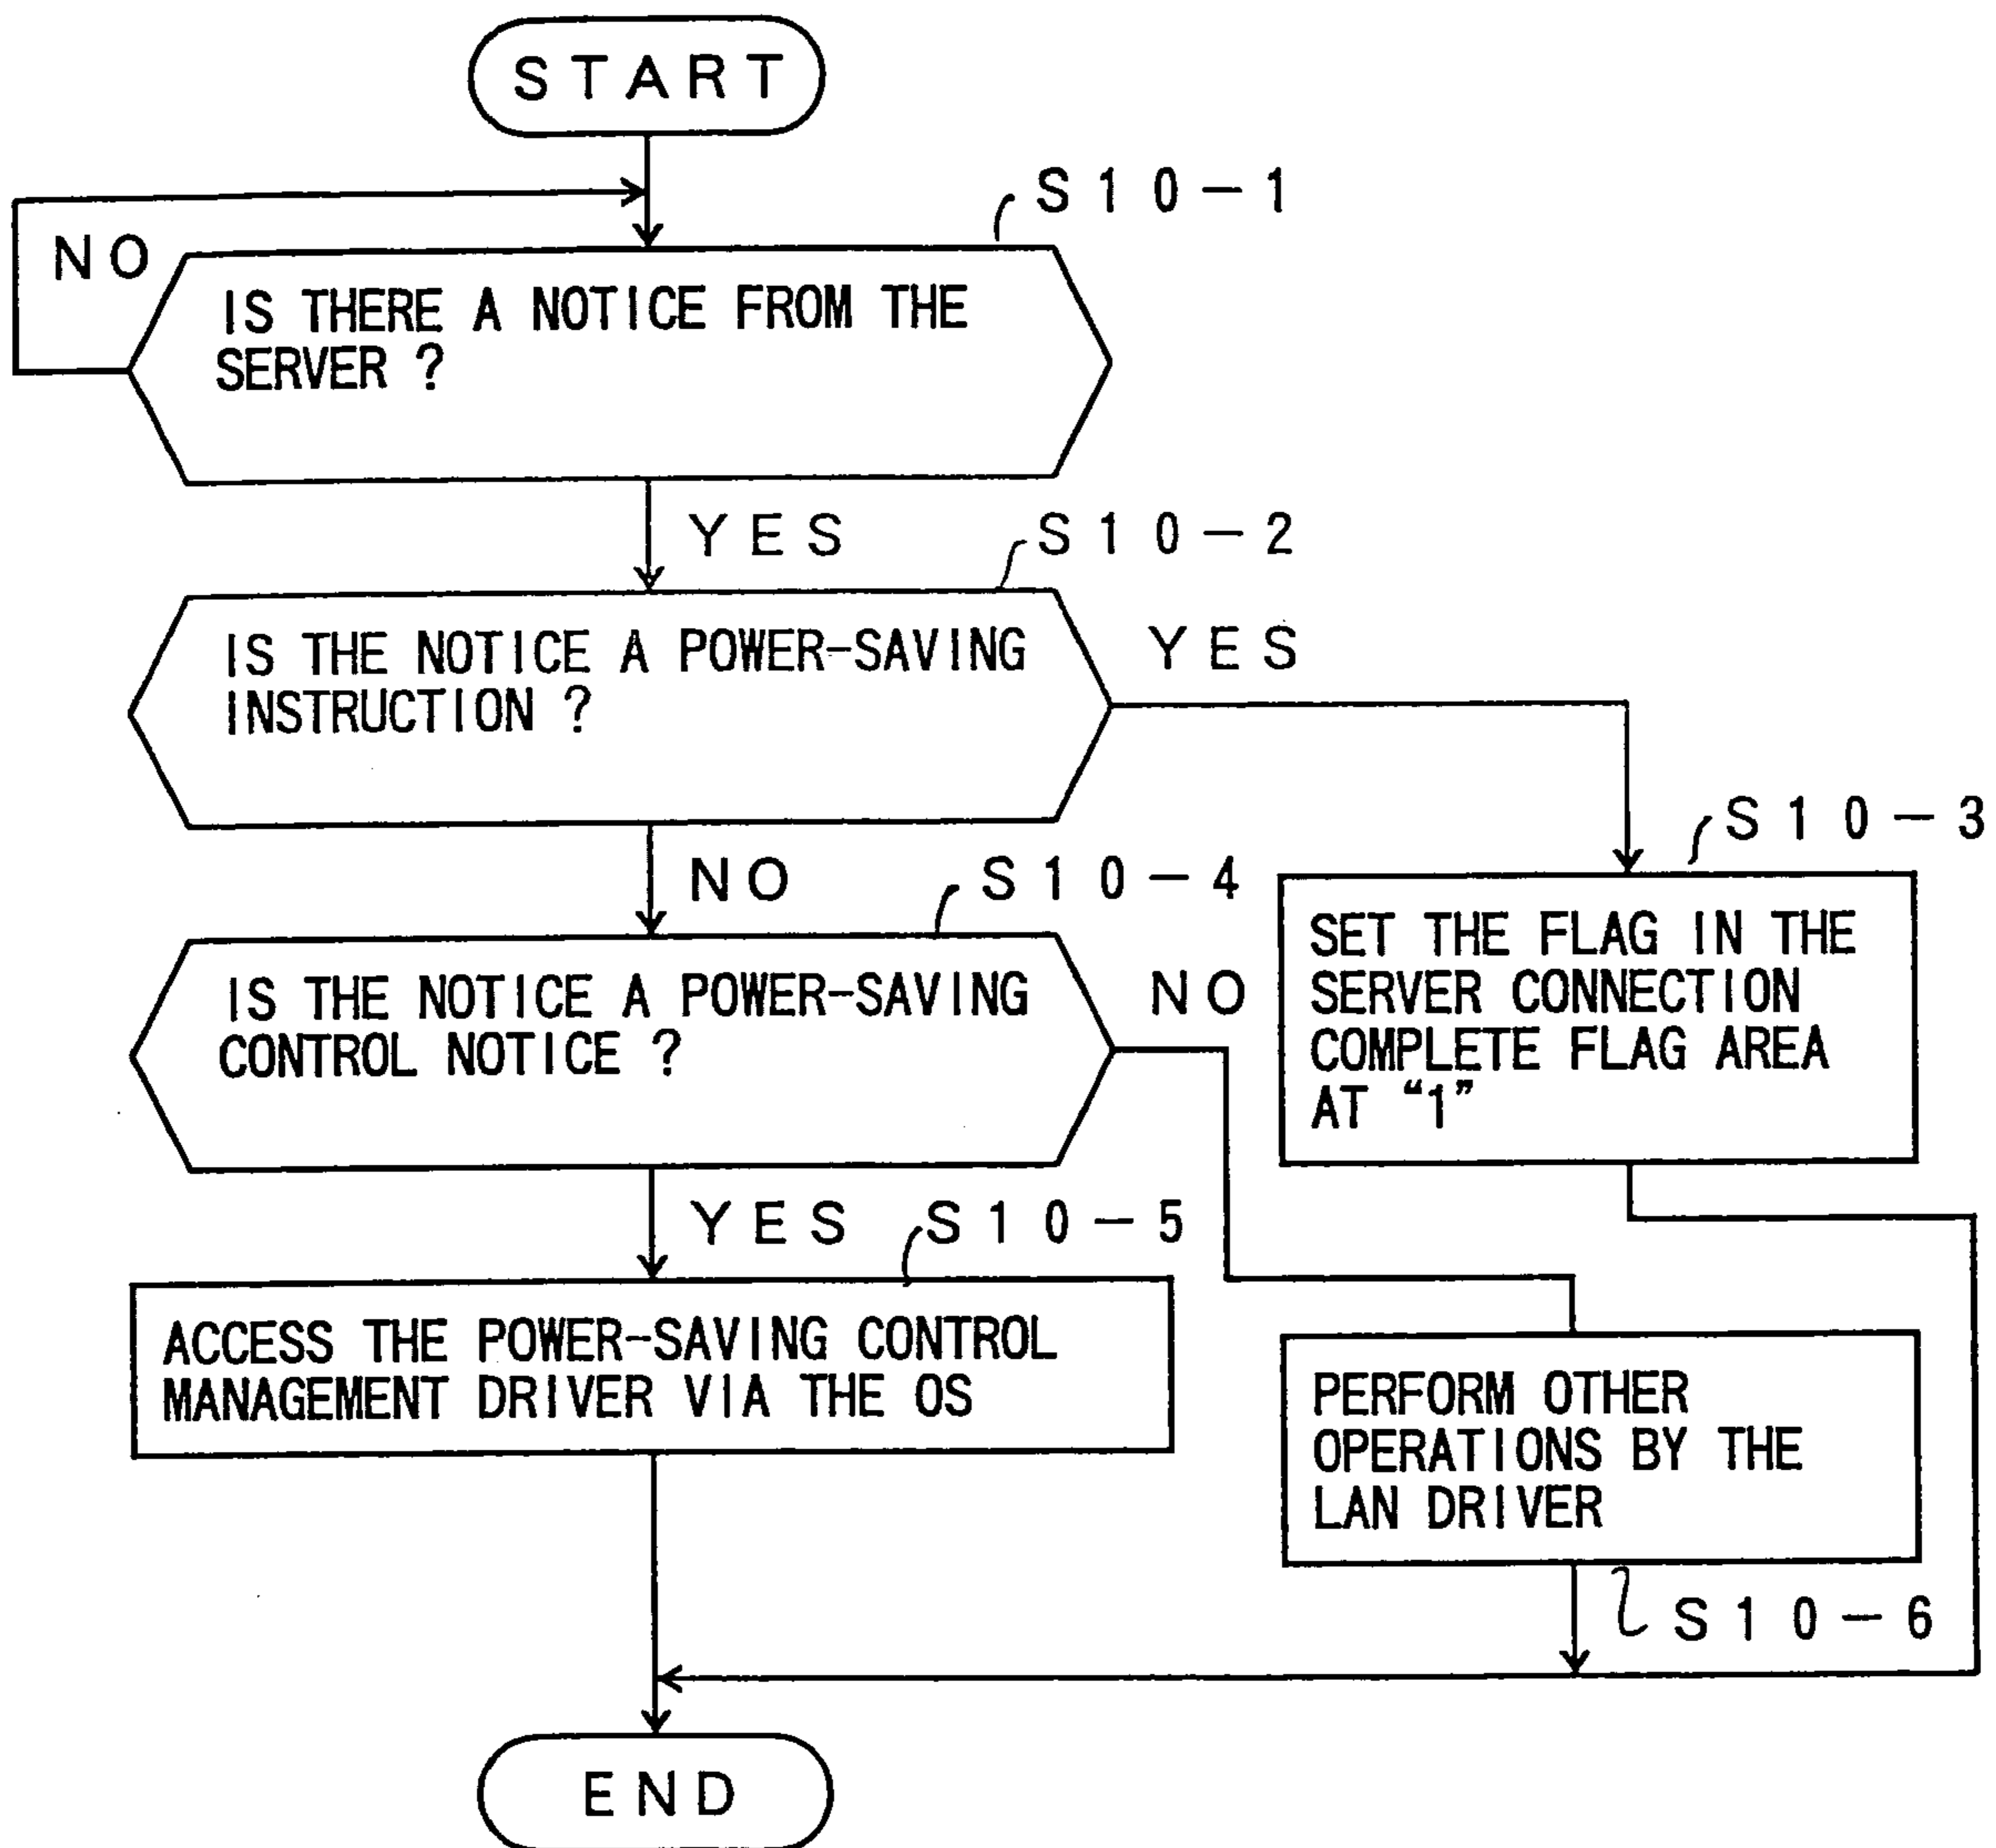 START
S10-1
NO
IS THERE A NOTICE FROM THE
SERVER ?
YES
S10-2
IS THE NOTICE A POWER-SAVING
INSTRUCTION ?
YES
S10-3
NO
S10-4
SET THE FLAG IN THE
SERVER CONNECTION
COMPLETE FLAG AREA
AT “1”
IS THE NOTICE A POWER-SAVING
CONTROL NOTICE ?
NO
YES
S10-5
ACCESS THE POWER-SAVING CONTROL
MANAGEMENT DRIVER VIA THE OS
PERFORM OTHER
OPERATIONS BY THE
LAN DRIVER
S10-6
END